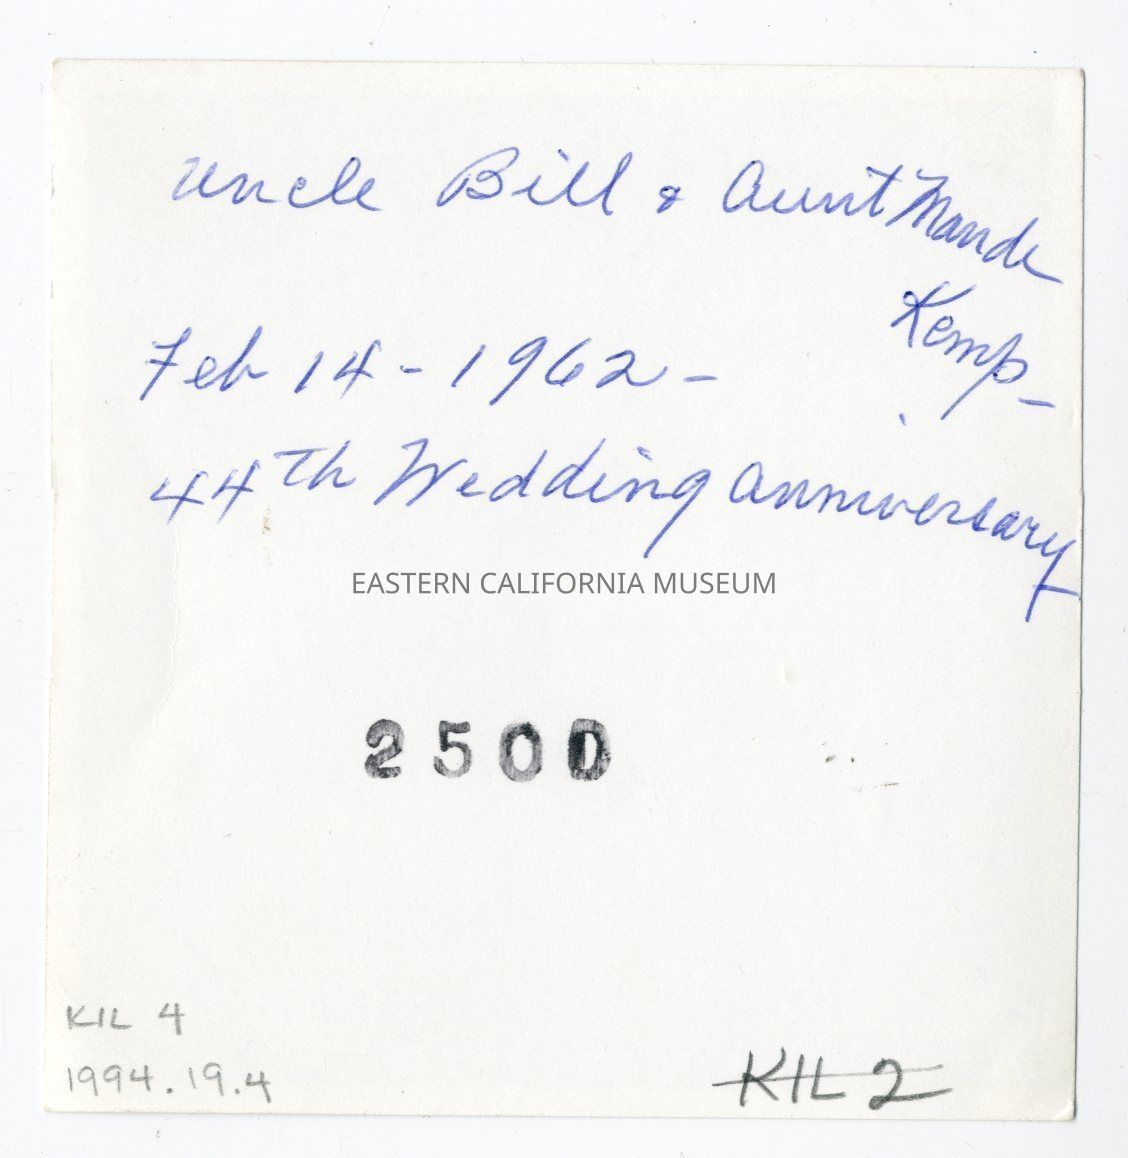 Uncle Bill & Aunt Maude
Kemp -
Feb 14 - 1962 -
44th Wedding Anniversary
EASTERN CALIFORNIA MUSEUM
2500
KIL 4
1994.19.4
KIL 2